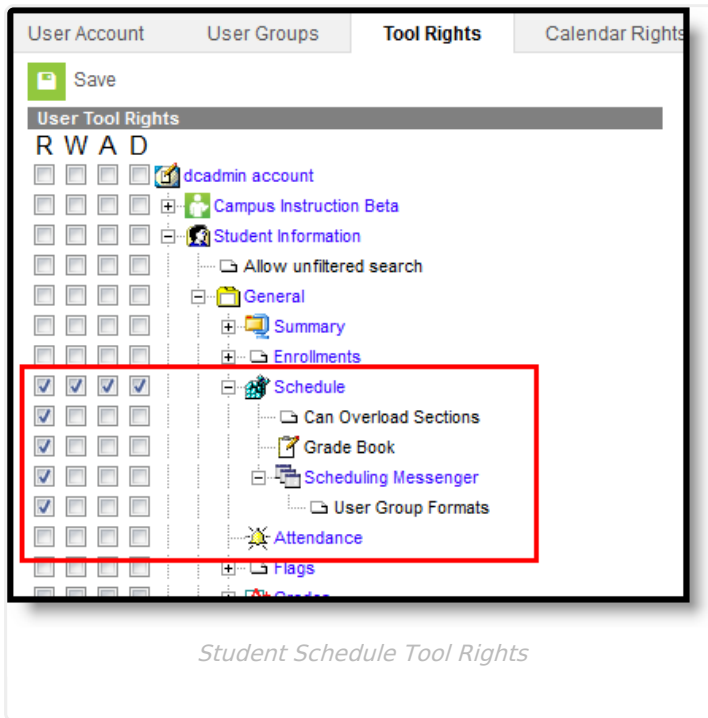 User Account User Groups Tool Rights Calendar Rights
Save
User Tool Rights
R W A D
dcadmin account
Campus Instruction Beta
Student Information
Allow unfiltered search
General
Summary
Enrollments
Schedule
Can Overload Sections
Grade Book
Scheduling Messenger
User Group Formats
Attendance
Flags
Grades
Student Schedule Tool Rights